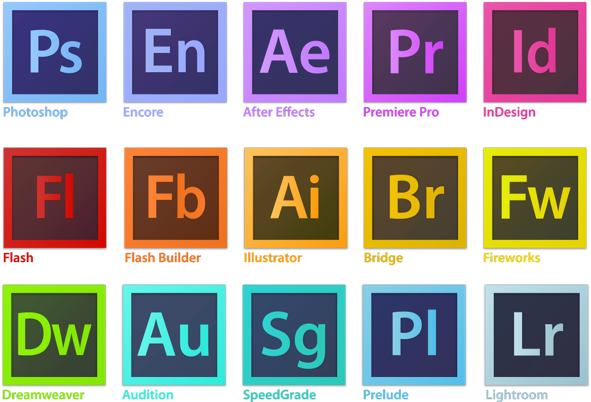 Ps En Ae Pr Id
Photoshop Encore After Effects Premiere Pro InDesign
Fl Fb Ai Br Fw
Flash Flash Builder Illustrator Bridge Fireworks
Dw Au Sg Pl Lr
Dreamweaver Audition SpeedGrade Prelude Lightroom